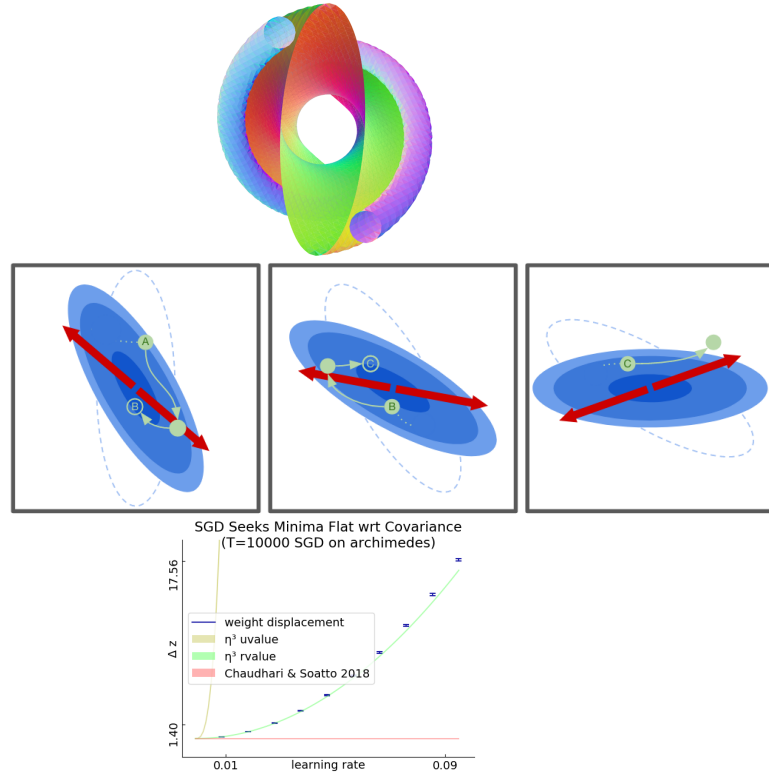 A
B
C
B
C
SGD Seeks Minima Flat wrt Covariance
(T=10000 SGD on archimedes)
17.56
Δ z
1.40
weight displacement
η³ uvalue
η³ rvalue
Chaudhari & Soatto 2018
0.01
learning rate
0.09